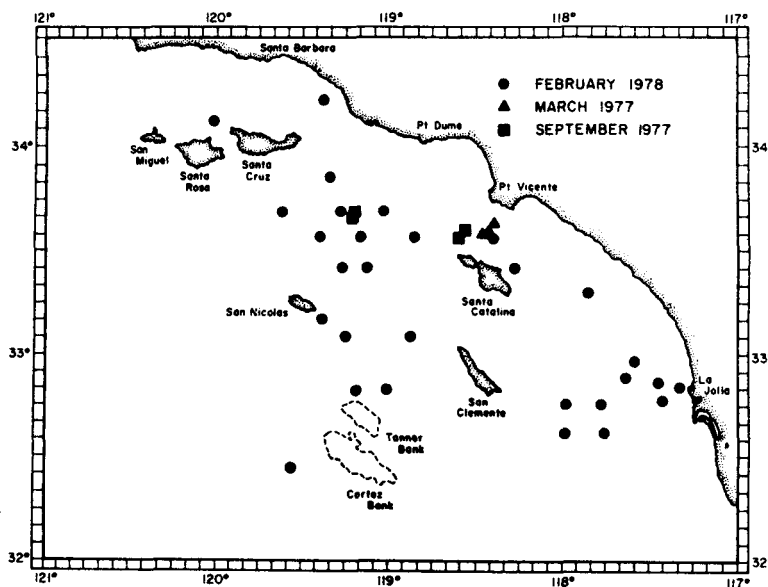 121° 120° 119° 118° 117°
Santa Barbara
FEBRUARY 1978
MARCH 1977
SEPTEMBER 1977
Pt Dume
34° 34°
San
Miguel
Santa
Rosa
Santa
Cruz
Pt Vicente
Santa
Catalina
San Nicolas
33° 33°
San
Clemente
La
Jolla
Tanner
Bank
Cortez
Bank
32° 32
121° 120° 119° 118° 117°